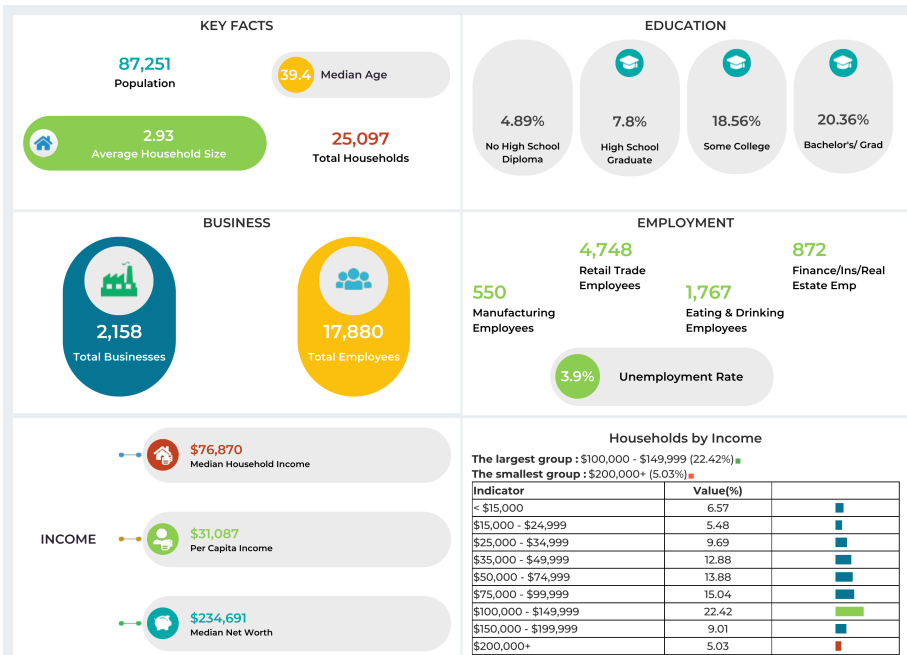 KEY FACTS
87,251
Population
39.4 Median Age
2.93
Average Household Size
25,097
Total Households
EDUCATION
4.89%
No High School
Diploma
7.8%
High School
Graduate
18.56%
Some College
20.36%
Bachelor's/ Grad
BUSINESS
2,158
Total Businesses
17,880
Total Employees
EMPLOYMENT
550
Manufacturing
Employees
4,748
Retail Trade
Employees
1,767
Eating & Drinking
Employees
872
Finance/Ins/Real
Estate Emp
3.9% Unemployment Rate
INCOME
$76,870
Median Household Income
$31,087
Per Capita Income
$234,691
Median Net Worth
Households by Income
The largest group : $100,000 - $149,999 (22.42%)
The smallest group : $200,000+ (5.03%)
Indicator Value(%)
< $15,000 6.57
$15,000 - $24,999 5.48
$25,000 - $34,999 9.69
$35,000 - $49,999 12.88
$50,000 - $74,999 13.88
$75,000 - $99,999 15.04
$100,000 - $149,999 22.42
$150,000 - $199,999 9.01
$200,000+ 5.03